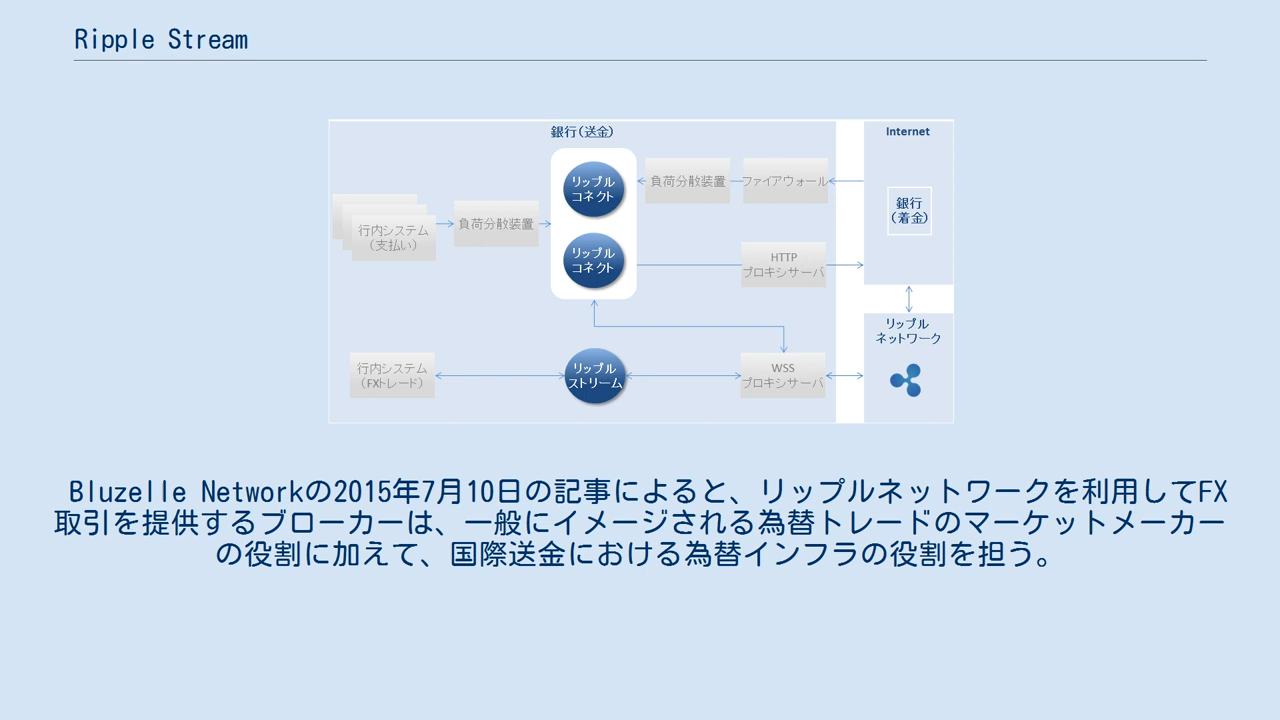 Ripple Stream
銀行（送金）
Internet
リップル
コネクト
負荷分散装置
ファイアウォール
銀行
（着金）
行内システム
（支払い）
負荷分散装置
リップル
コネクト
HTTP
プロキシサーバ
リップル
ネットワーク
行内システム
（FXトレード）
リップル
ストリーム
WSS
プロキシサーバ
Bluzelle Networkの2015年7月10日の記事によると、リップルネットワークを利用してFX
取引を提供するブローカーは、一般にイメージされる為替トレードのマーケットメーカー
の役割に加えて、国際送金における為替インフラの役割を担う。